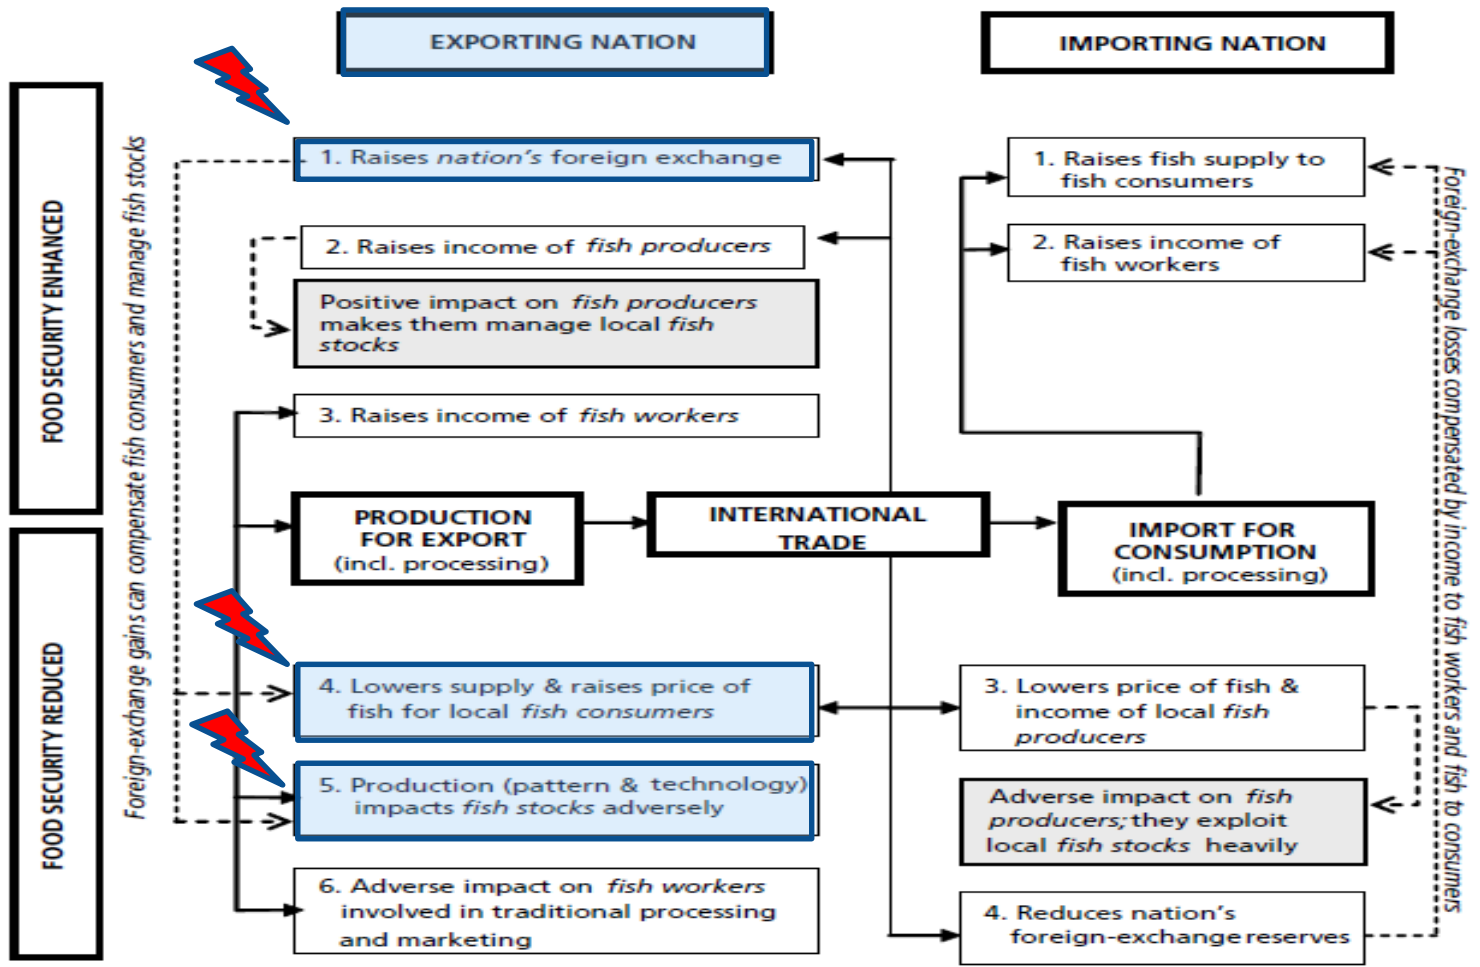 EXPORTING NATION
IMPORTING NATION
FOOD SECURITY ENHANCED
FOOD SECURITY REDUCED
Foreign-exchange gains can compensate fish consumers and manage fish stocks
1. Raises nation's foreign exchange
2. Raises income of fish producers
Positive impact on fish producers
makes them manage local fish
stocks
3. Raises income of fish workers
PRODUCTION
FOR EXPORT
(incl. processing)
INTERNATIONAL
TRADE
IMPORT FOR
CONSUMPTION
(incl. processing)
4. Lowers supply & raises price of
fish for local fish consumers
5. Production (pattern & technology)
impacts fish stocks adversely
6. Adverse impact on fish workers
involved in traditional processing
and marketing
1. Raises fish supply to
fish consumers
2. Raises income of
fish workers
3. Lowers price of fish &
income of local fish
producers
Adverse impact on fish
producers; they exploit
local fish stocks heavily
4. Reduces nation's
foreign-exchange reserves
Foreign-exchange losses compensated by income to fish workers and fish to consumers